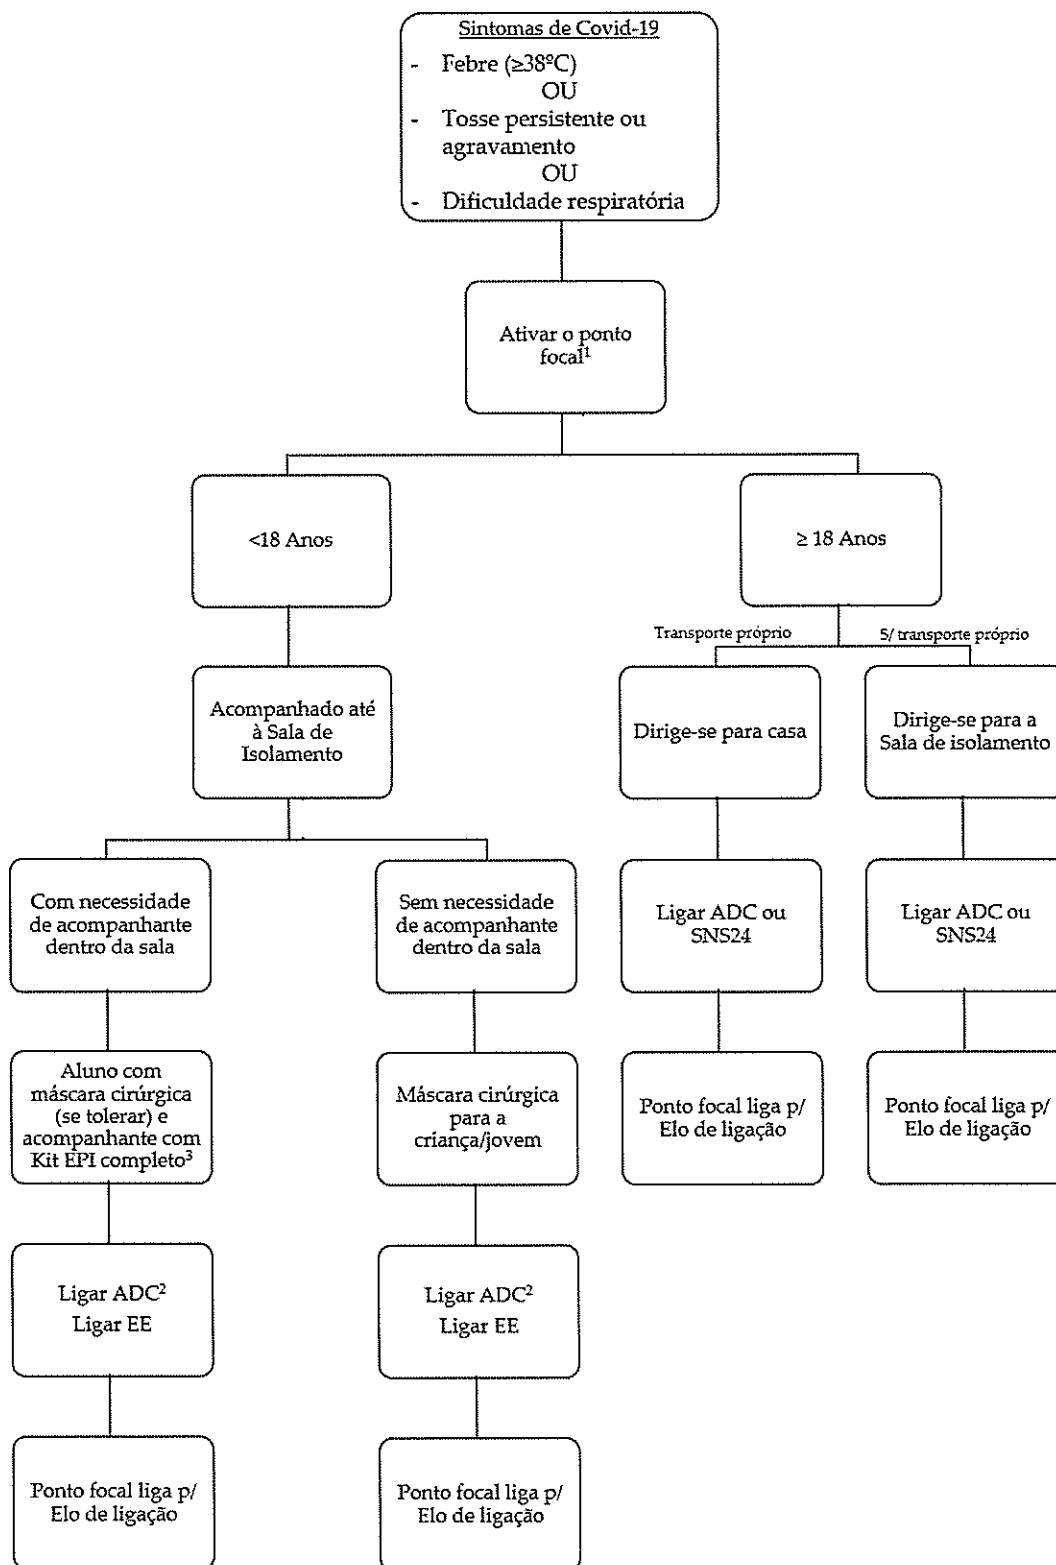 Sintomas de Covid-19
- Febre (≥38ºC)
OU
- Tosse persistente ou
agravamento
OU
- Dificuldade respiratória
Ativar o ponto
focal¹
<18 Anos
≥ 18 Anos
Transporte próprio
S/ transporte próprio
Acompanhado até
à Sala de
Isolamento
Dirige-se para casa
Dirige-se para a
Sala de isolamento
Com necessidade
de acompanhante
dentro da sala
Sem necessidade
de acompanhante
dentro da sala
Ligar ADC ou
SNS24
Ligar ADC ou
SNS24
Aluno com
máscara cirúrgica
(se tolerar) e
acompanhante com
Kit EPI completo³
Máscara cirúrgica
para a
criança/jovem
Ponto focal liga p/
Elo de ligação
Ponto focal liga p/
Elo de ligação
Ligar ADC²
Ligar EE
Ligar ADC²
Ligar EE
Ponto focal liga p/
Elo de ligação
Ponto focal liga p/
Elo de ligação